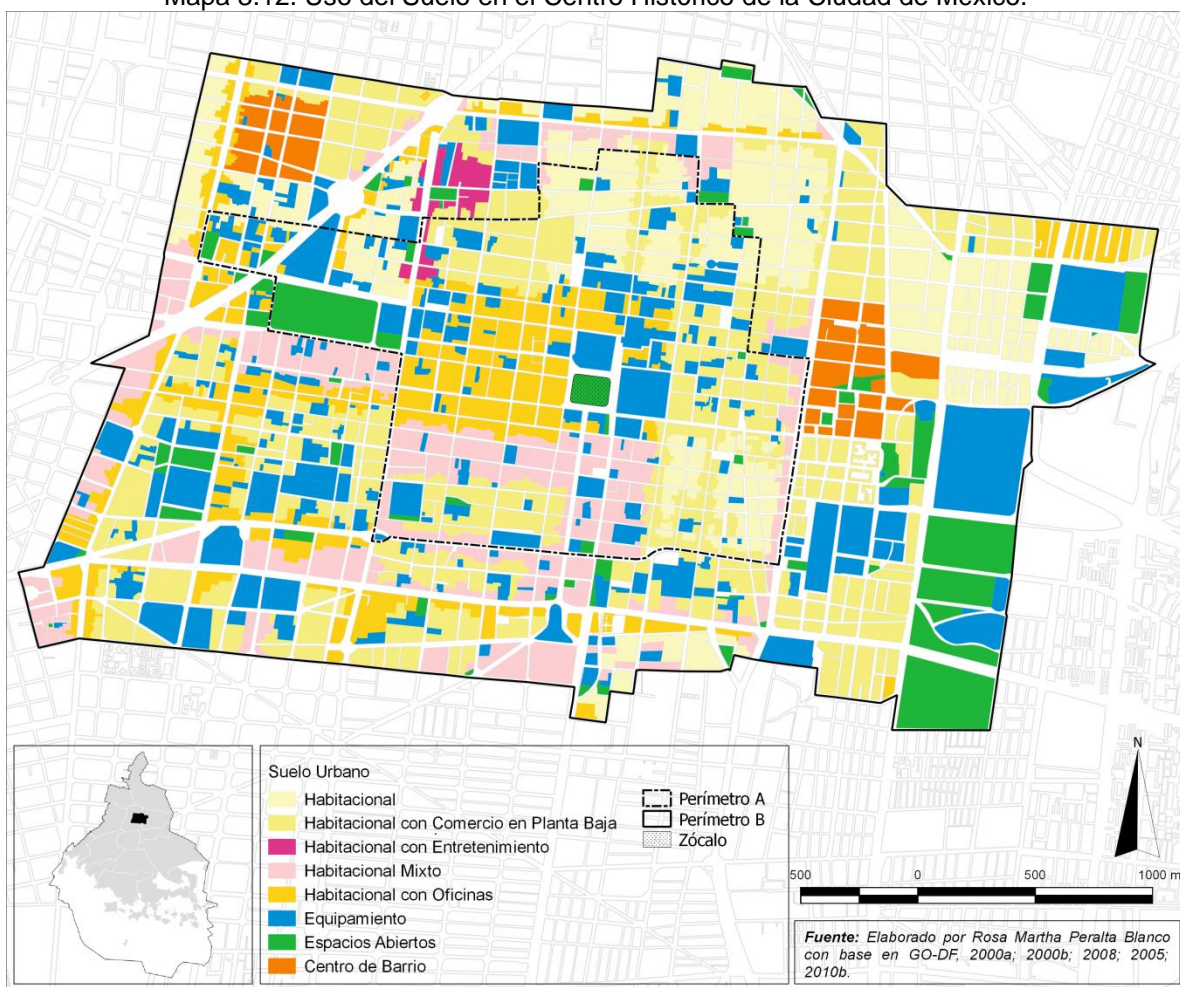 Mapa 3.12. Uso del Suelo en el Centro Histórico de la Ciudad de México.
Suelo Urbano
Habitacional
Habitacional con Comercio en Planta Baja
Habitacional con Entretenimiento
Habitacional Mixto
Habitacional con Oficinas
Equipamiento
Espacios Abiertos
Centro de Barrio
Perímetro A
Perímetro B
Zócalo
N
500 0 500 1000 m
Fuente: Elaborado por Rosa Martha Peralta Blanco
con base en GO-DF, 2000a; 2000b; 2008; 2005;
2010b.